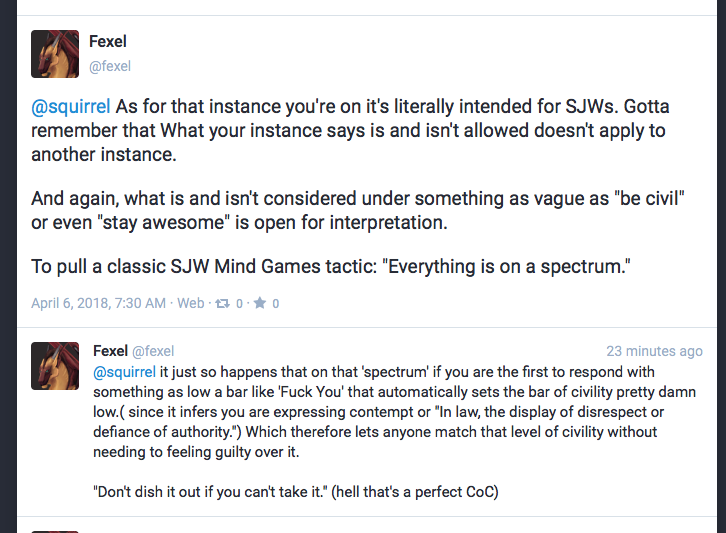 Fexel
@fexel
@squirrel As for that instance you're on it's literally intended for SJWs. Gotta
remember that What your instance says is and isn't allowed doesn't apply to
another instance.
And again, what is and isn't considered under something as vague as "be civil"
or even "stay awesome" is open for interpretation.
To pull a classic SJW Mind Games tactic: "Everything is on a spectrum."
April 6, 2018, 7:30 AM · Web · 0 · 0
Fexel @fexel 23 minutes ago
@squirrel it just so happens that on that 'spectrum' if you are the first to respond with
something as low a bar like 'Fuck You' that automatically sets the bar of civility pretty damn
low.( since it infers you are expressing contempt or "In law, the display of disrespect or
defiance of authority.") Which therefore lets anyone match that level of civility without
needing to feeling guilty over it.
"Don't dish it out if you can't take it." (hell that's a perfect CoC)